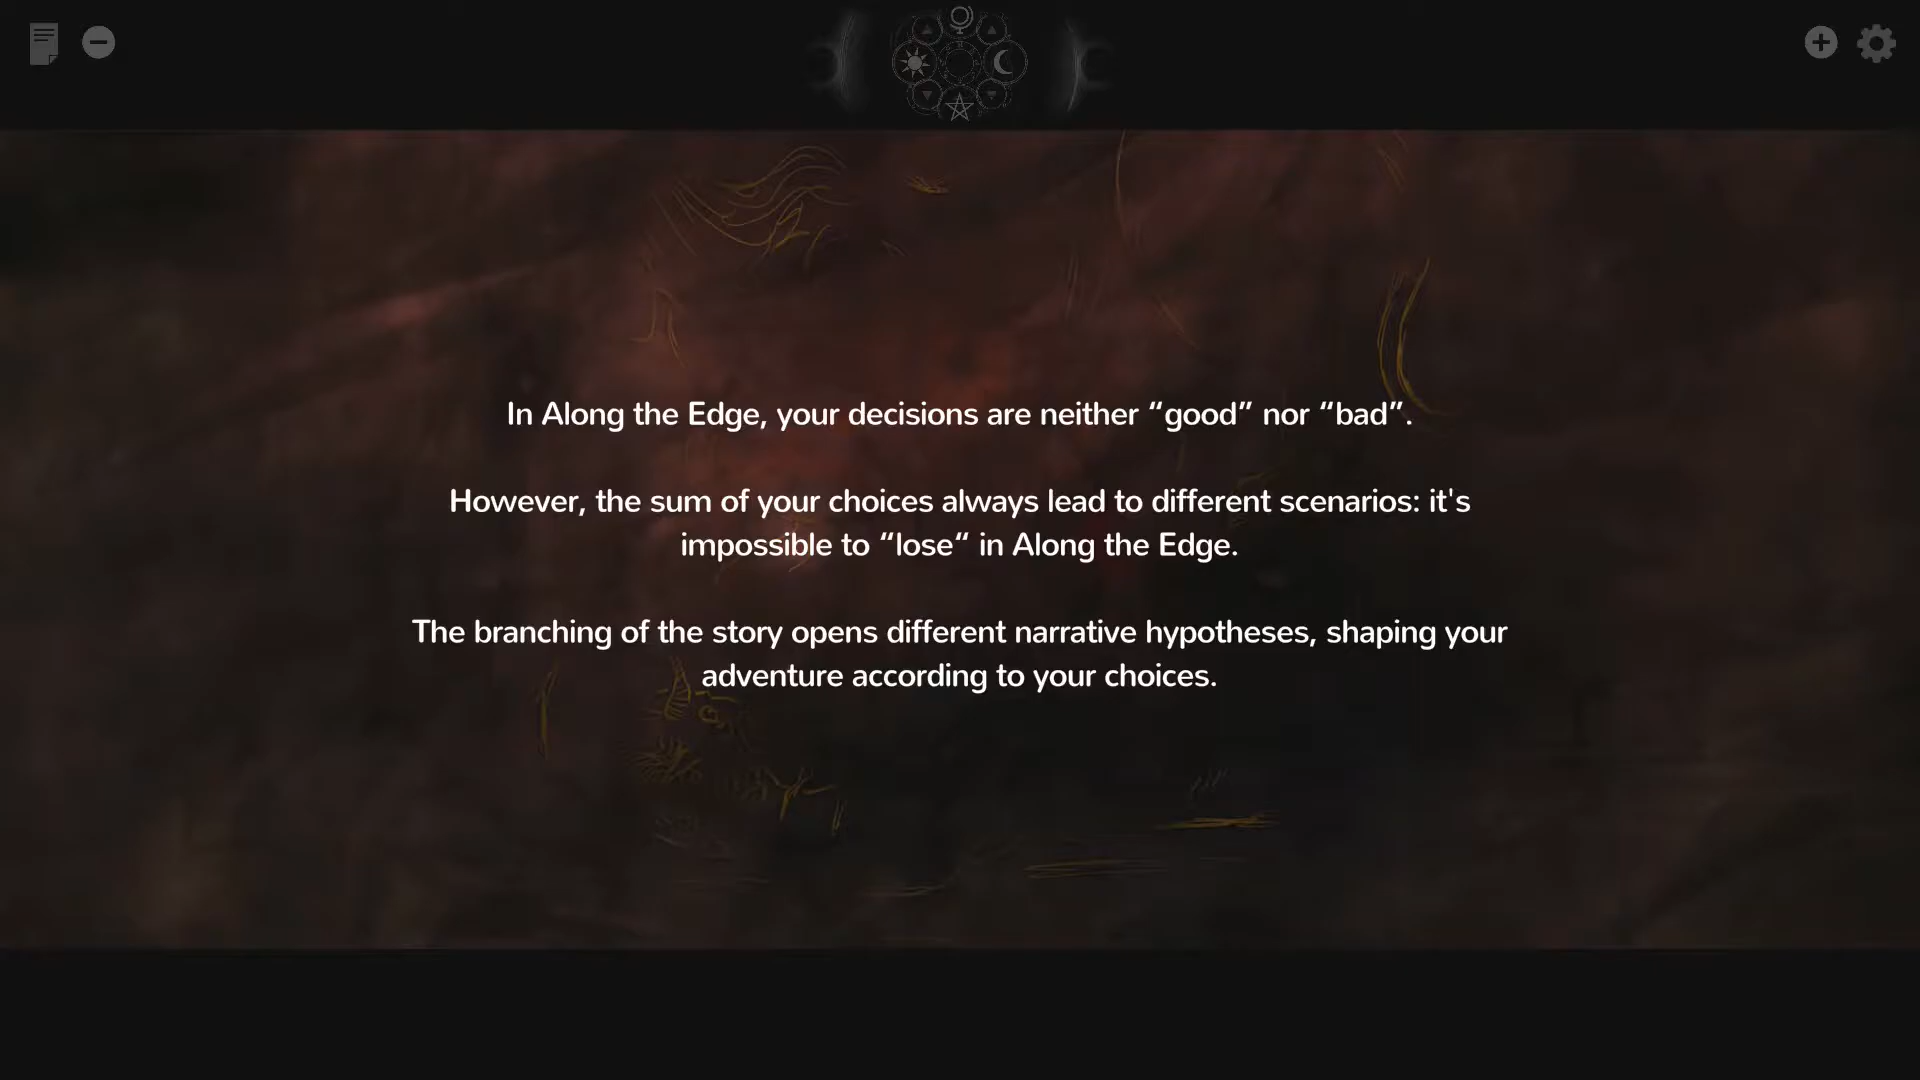 In Along the Edge, your decisions are neither “good” nor “bad”.
However, the sum of your choices always lead to different scenarios: it's
impossible to “lose“ in Along the Edge.
The branching of the story opens different narrative hypotheses, shaping your
adventure according to your choices.